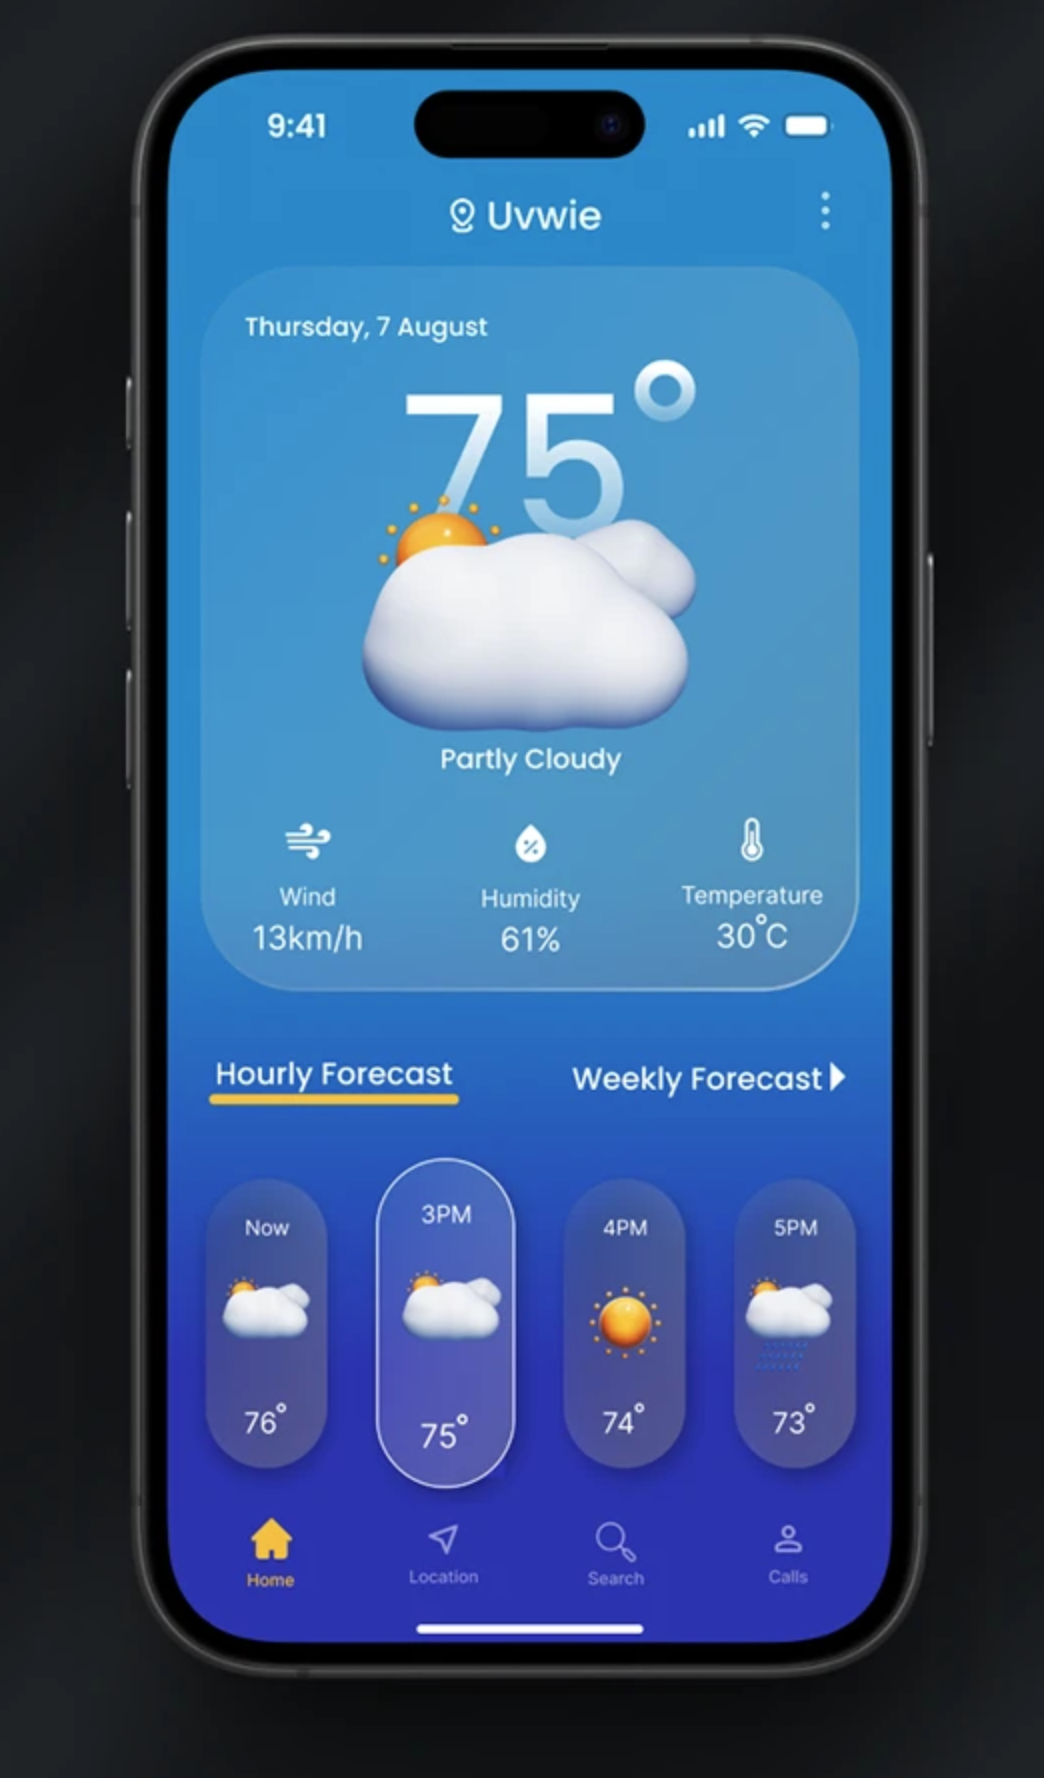 9:41
Uvwie
Thursday, 7 August
75°
Partly Cloudy
Wind Humidity Temperature
13km/h 61% 30°C
Hourly Forecast Weekly Forecast
Now 3PM 4PM 5PM
76° 75° 74° 73°
Home Location Search Calls